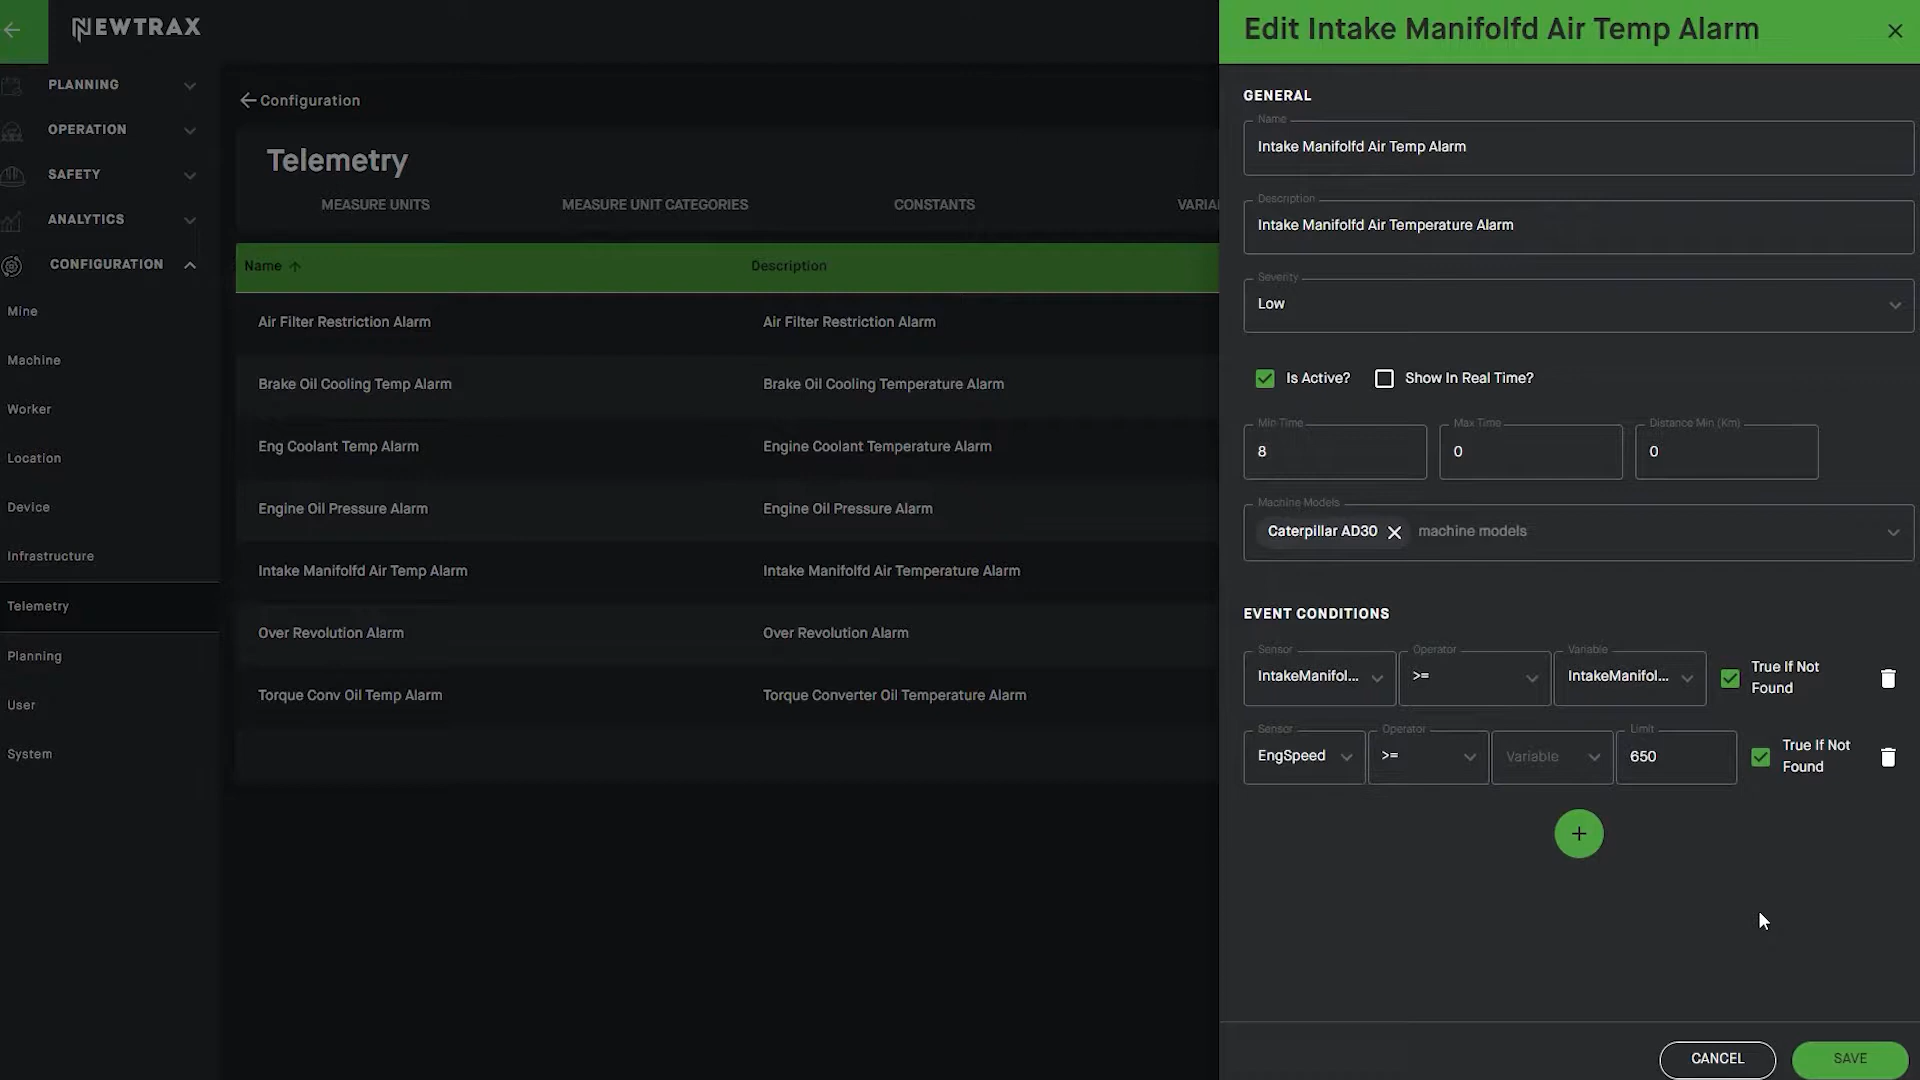 NEWTRAX
PLANNING
OPERATION
SAFETY
ANALYTICS
CONFIGURATION
Mine
Machine
Worker
Location
Device
Infrastructure
Telemetry
Planning
User
System
Configuration
Telemetry
MEASURE UNITS MEASURE UNIT CATEGORIES CONSTANTS
Name Description
Air Filter Restriction Alarm Air Filter Restriction Alarm
Brake Oil Cooling Temp Alarm Brake Oil Cooling Temperature Alarm
Eng Coolant Temp Alarm Engine Coolant Temperature Alarm
Engine Oil Pressure Alarm Engine Oil Pressure Alarm
Intake Manifolfd Air Temp Alarm Intake Manifolfd Air Temperature Alarm
Over Revolution Alarm Over Revolution Alarm
Torque Conv Oil Temp Alarm Torque Converter Oil Temperature Alarm
Edit Intake Manifolfd Air Temp Alarm
GENERAL
Name
Intake Manifolfd Air Temp Alarm
Description
Intake Manifolfd Air Temperature Alarm
Severity
Low
Is Active? Show In Real Time?
Min Time Max Time Distance Min (Km)
8 0 0
Machine Models
Caterpillar AD30 machine models
EVENT CONDITIONS
Sensor Operator Variable
IntakeManifol... >= IntakeManifol... True If Not
Found
Sensor Operator Limit
EngSpeed >= Variable 650 True If Not
Found
CANCEL SAVE